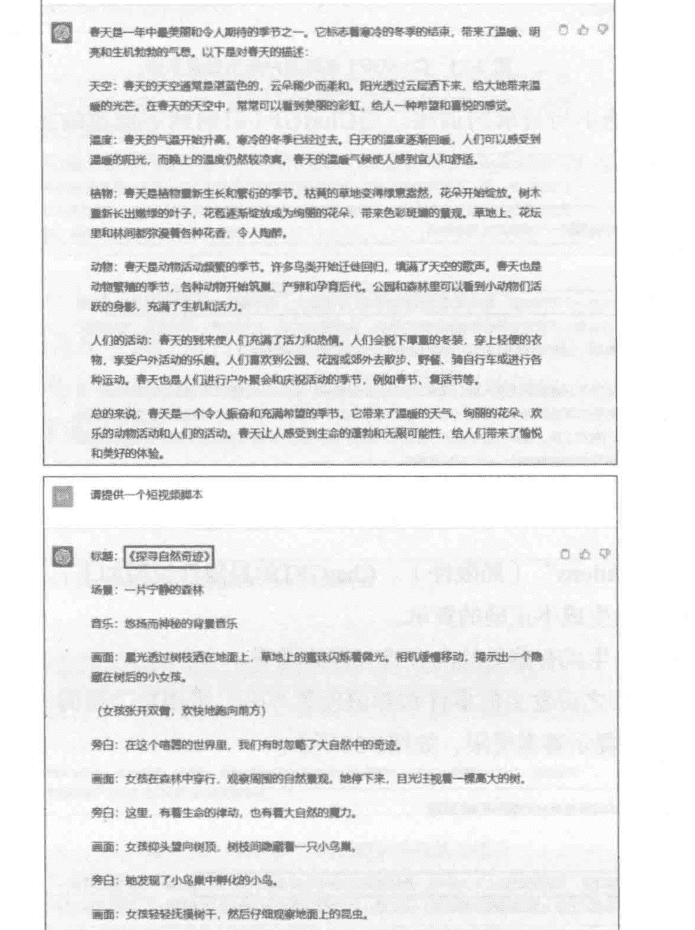 春天是一年中最美丽和令人期待的季节之一。它标志着寒冷的冬季的结束，带来了温暖、明
亮和生机勃勃的气息。以下是对春天的描述：
天空：春天的天空通常是湛蓝色的，云朵稀少而柔和。阳光透过云层洒下来，给大地带来温
暖的光芒。在春天的天空中，常常可以看到美丽的彩虹，给人一种希望和喜悦的感觉。
温度：春天的气温开始升高，寒冷的冬季已经过去。白天的温度逐渐回暖，人们可以感受到
温暖的阳光，而晚上的温度仍然较凉爽。春天的温暖气候使人感到宜人和舒适。
植物：春天是植物重新生长和繁衍的季节。枯黄的草地变得绿意盎然，花朵开始绽放。树木
重新长出嫩绿的叶子，花苞逐渐绽放成为绚丽的花朵，带来色彩斑斓的景观。草地上、花坛
里和林间都弥漫着各种花香，令人陶醉。
动物：春天是动物活动频繁的季节。许多鸟类开始迁徙回归，填满了天空的歌声。春天也是
动物繁殖的季节，各种动物开始筑巢、产卵和孕育后代。公园和森林里可以看到小动物们活
跃的身影，充满了生机和活力。
人们的活动：春天的到来使人们充满了活力和热情。人们会脱下厚重的冬装，穿上轻便的衣
物，享受户外活动的乐趣。人们喜欢到公园、花园或郊外去散步、野餐、骑自行车或进行各
种运动。春天也是人们进行户外聚会和庆祝活动的季节，例如春节、复活节等。
总的来说，春天是一个令人振奋和充满希望的季节。它带来了温暖的天气、绚丽的花朵、欢
乐的动物活动和人们的活动。春天让人感受到生命的蓬勃和无限可能性，给人们带来了愉悦
和美好的体验。
请提供一个短视频脚本
标题：《探寻自然奇迹》
场景：一片宁静的森林
音乐：悠扬而神秘的背景音乐
画面：晨光透过树枝洒在地面上，草地上的露珠闪烁着微光。相机缓慢移动，揭示出一个隐
藏在树后的小女孩。
（女孩张开双臂，欢快地跑向前方）
旁白：在这个喧嚣的世界里，我们有时忽略了大自然中的奇迹。
画面：女孩在森林中穿行，观察周围的自然景观。她停下来，目光注视着一棵高大的树。
旁白：这里，有着生命的律动，也有着大自然的魔力。
画面：女孩仰头望向树顶，树枝间隐藏着一只小鸟巢。
旁白：她发现了小鸟巢中孵化的小鸟。
画面：女孩轻轻抚摸树干，然后仔细观察地面上的昆虫。